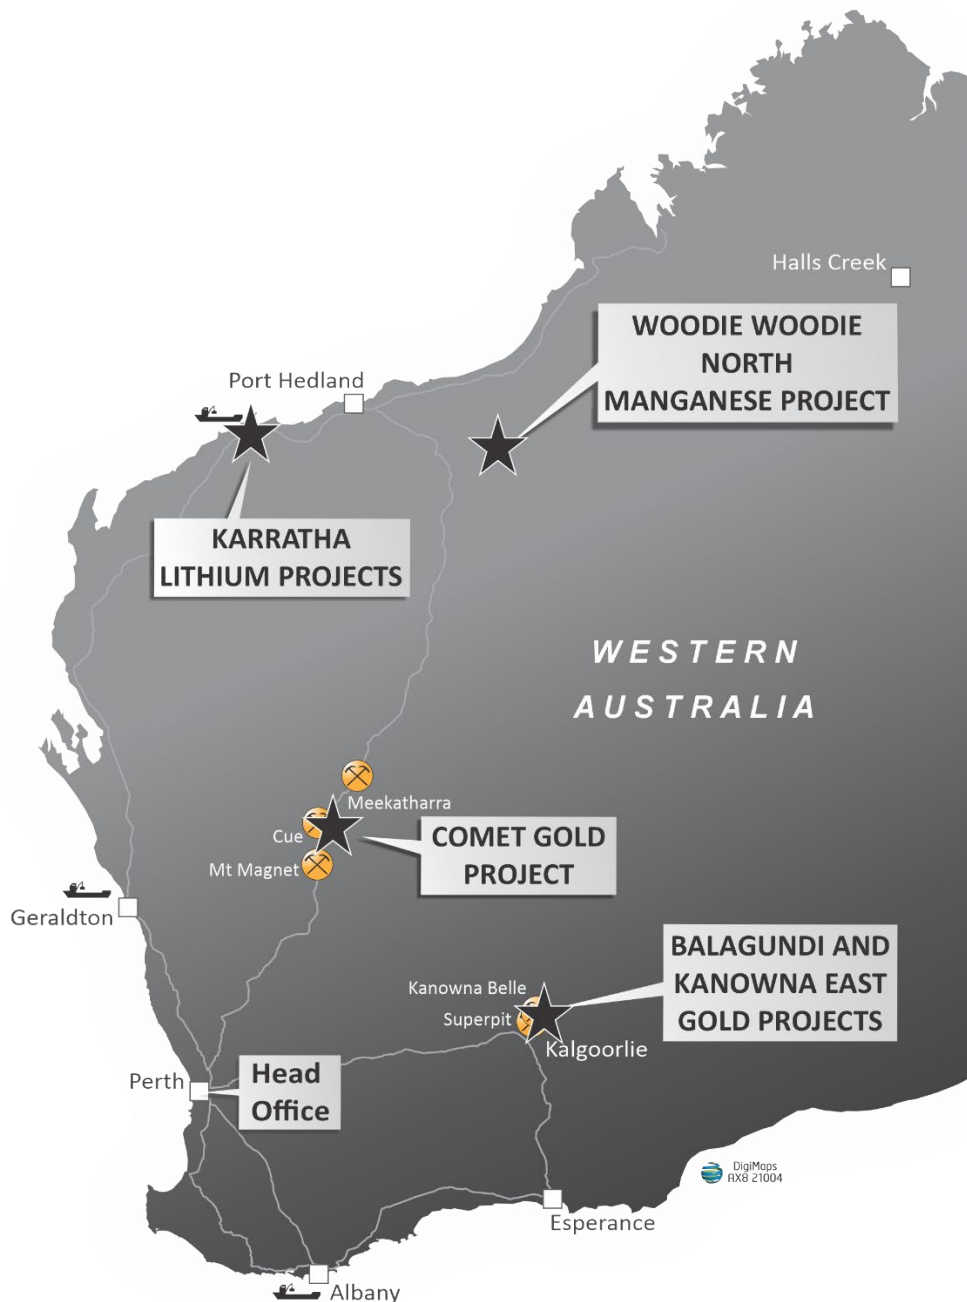 Halls Creek
WOODIE WOODIE
NORTH
MANGANESE PROJECT
Port Hedland
KARRATHA
LITHIUM PROJECTS
WESTERN
AUSTRALIA
Meekatharra
Cue
Mt Magnet
COMET GOLD
PROJECT
Geraldton
BALAGUNDI AND
KANOWNA EAST
GOLD PROJECTS
Kanowna Belle
Superpit
Kalgoorlie
Perth
Head
Office
DigiMaps
AX8 21004
Esperance
Albany